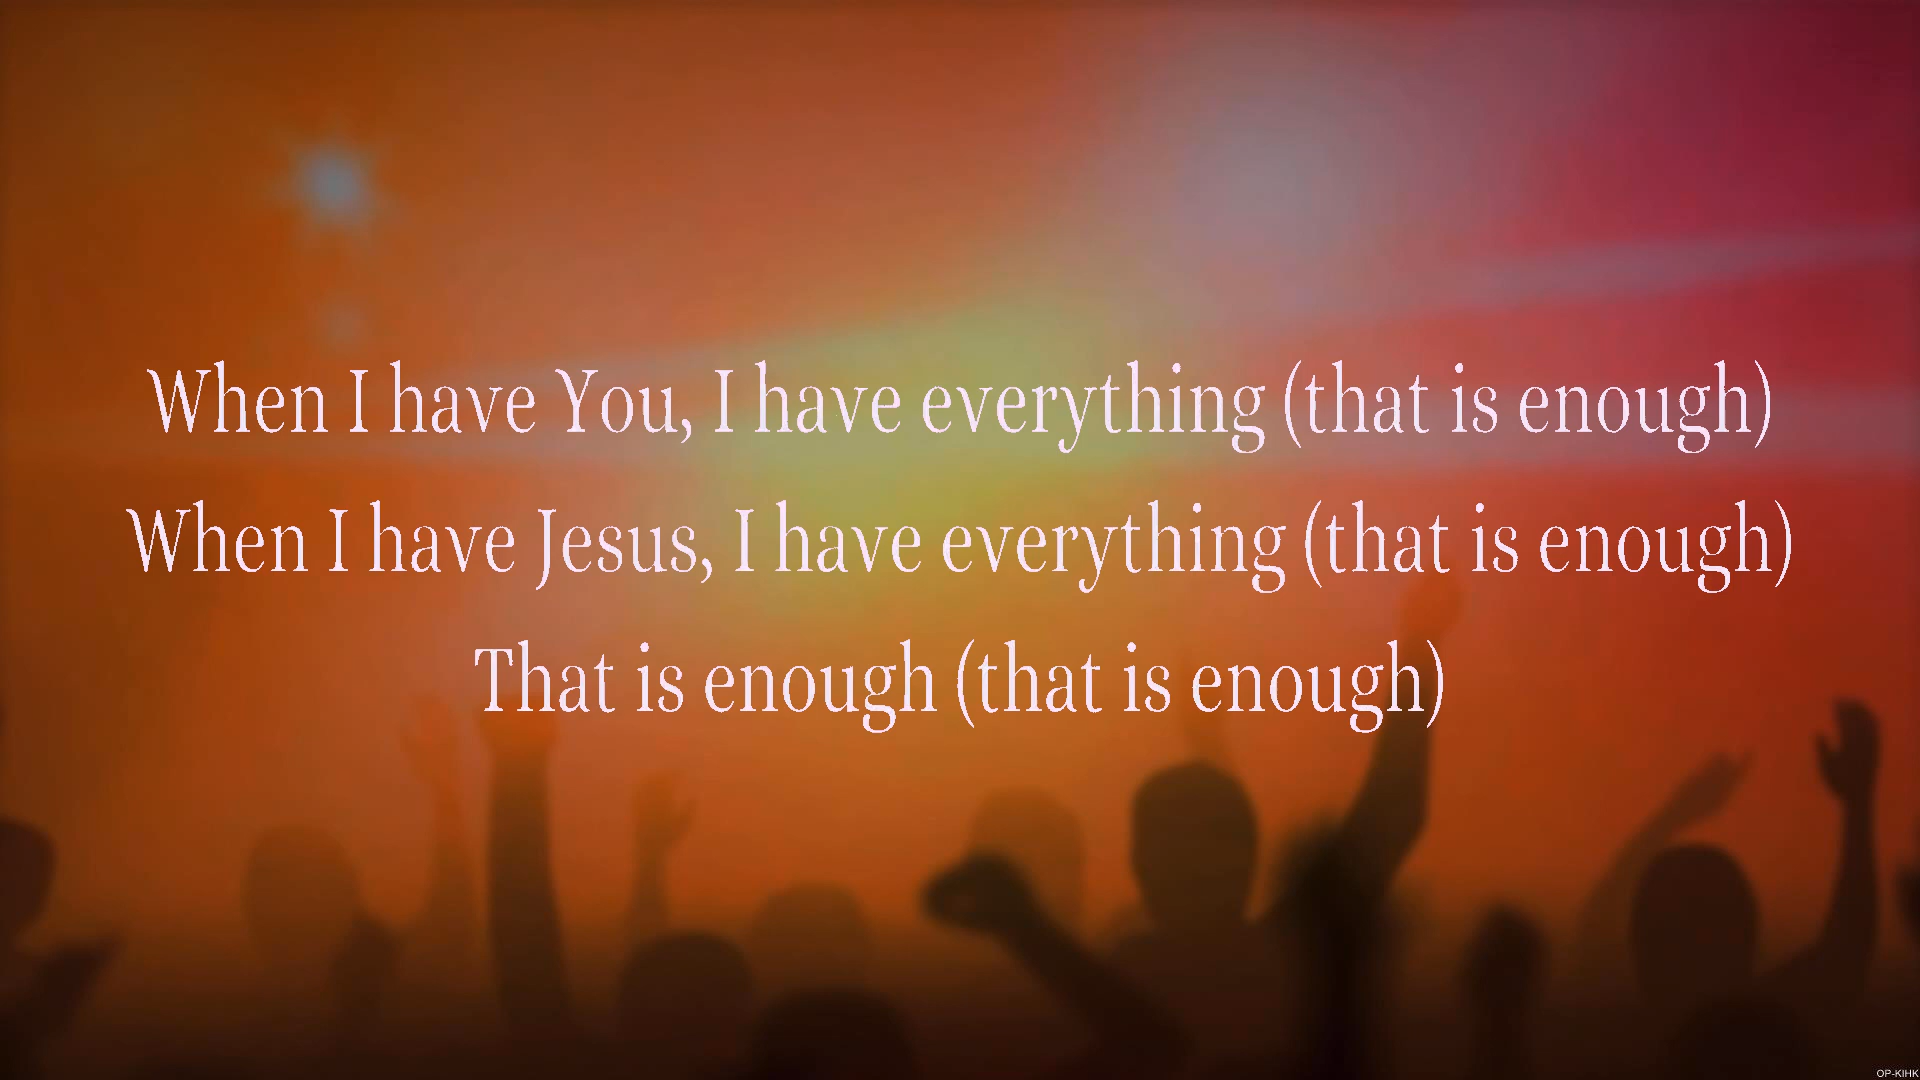 When I have You, I have everything (that is enough)
When I have Jesus, I have everything (that is enough)
That is enough (that is enough)
OP-KIHK